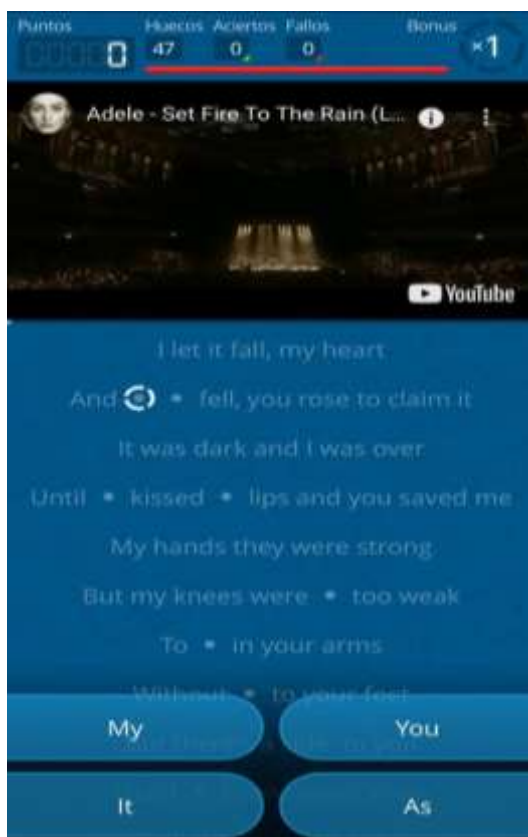 Puntos Huecos Aciertos Fallos Bonus
0 47 0 0 ×1
Adele - Set Fire To The Rain (L...
YouTube
I let it fall, my heart
And • fell, you rose to claim it
It was dark and I was over
Until • kissed • lips and you saved me
My hands they were strong
But my knees were • too weak
To • in your arms
Without • to your feet
My You
It As